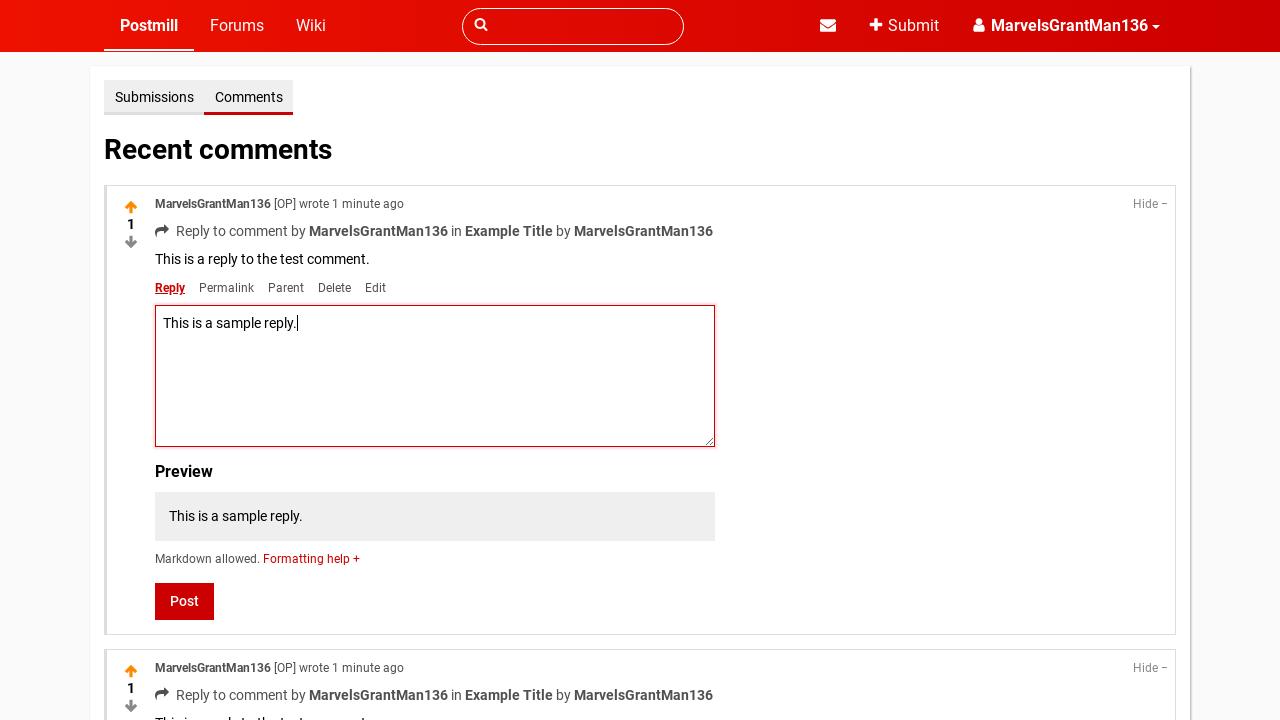 Postmill Forums Wiki Submit MarvelsGrantMan136
Submissions Comments
Recent comments
MarvelsGrantMan136 [OP] wrote 1 minute ago Hide −
1
Reply to comment by MarvelsGrantMan136 in Example Title by MarvelsGrantMan136
This is a reply to the test comment.
Reply Permalink Parent Delete Edit
This is a sample reply.
Preview
This is a sample reply.
Markdown allowed. Formatting help +
Post
MarvelsGrantMan136 [OP] wrote 1 minute ago Hide −
1
Reply to comment by MarvelsGrantMan136 in Example Title by MarvelsGrantMan136